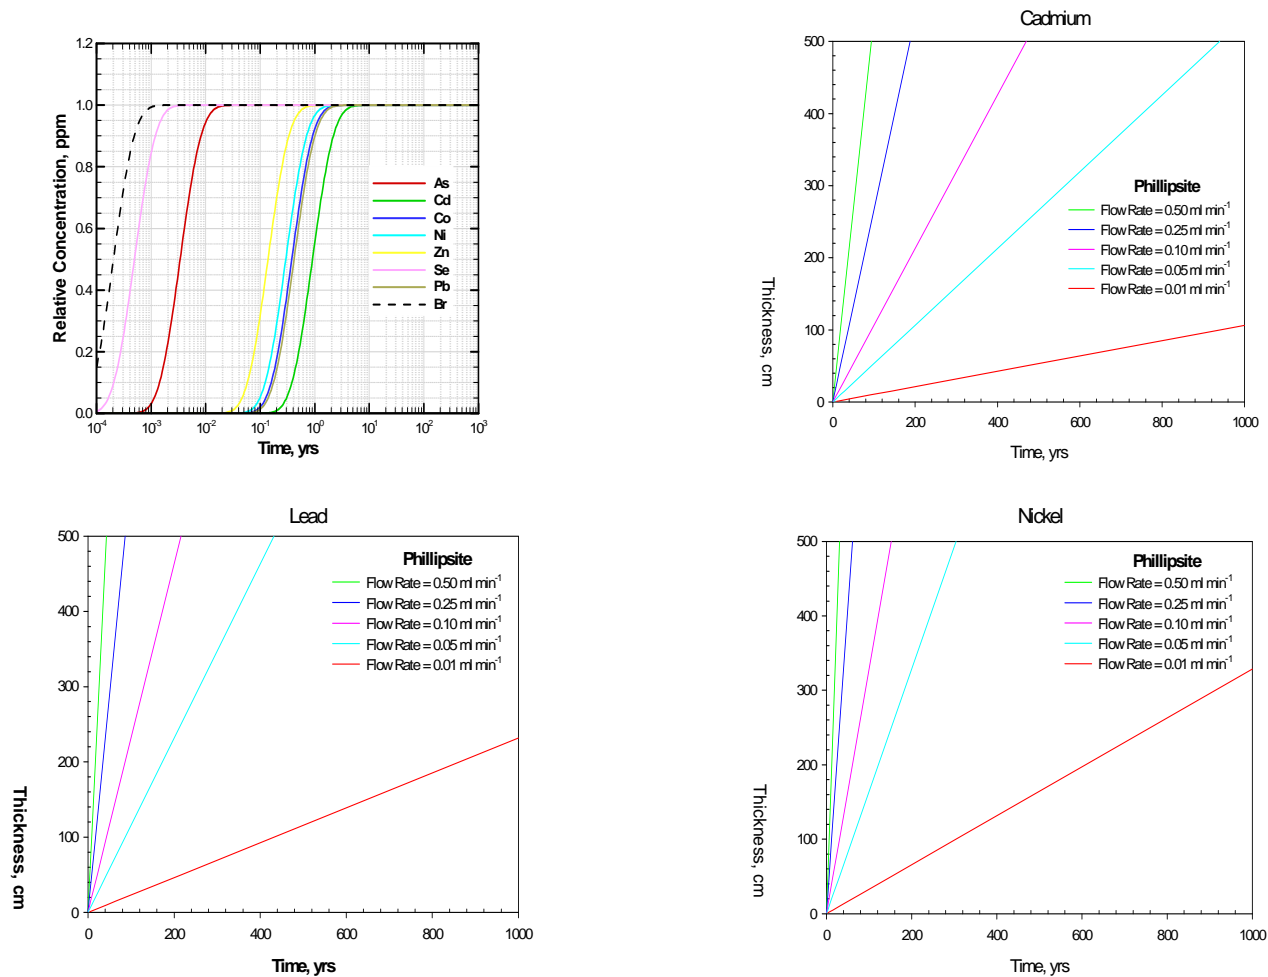 1.2
1.0
0.8
0.6
0.4
0.2
0.0
Relative Concentration, ppm
As
Cd
Co
Ni
Zn
Se
Pb
Br
10⁻⁴ 10⁻³ 10⁻² 10⁻¹ 10⁰ 10¹ 10² 10³
Time, yrs
Cadmium
500
400
300
200
100
0
Thickness, cm
Phillipsite
Flow Rate = 0.50 ml min⁻¹
Flow Rate = 0.25 ml min⁻¹
Flow Rate = 0.10 ml min⁻¹
Flow Rate = 0.05 ml min⁻¹
Flow Rate = 0.01 ml min⁻¹
0 200 400 600 800 1000
Time, yrs
Lead
500
400
300
200
100
0
Thickness, cm
Phillipsite
Flow Rate = 0.50 ml min⁻¹
Flow Rate = 0.25 ml min⁻¹
Flow Rate = 0.10 ml min⁻¹
Flow Rate = 0.05 ml min⁻¹
Flow Rate = 0.01 ml min⁻¹
0 200 400 600 800 1000
Time, yrs
Nickel
500
400
300
200
100
0
Thickness, cm
Phillipsite
Flow Rate = 0.50 ml min⁻¹
Flow Rate = 0.25 ml min⁻¹
Flow Rate = 0.10 ml min⁻¹
Flow Rate = 0.05 ml min⁻¹
Flow Rate = 0.01 ml min⁻¹
0 200 400 600 800 1000
Time, yrs